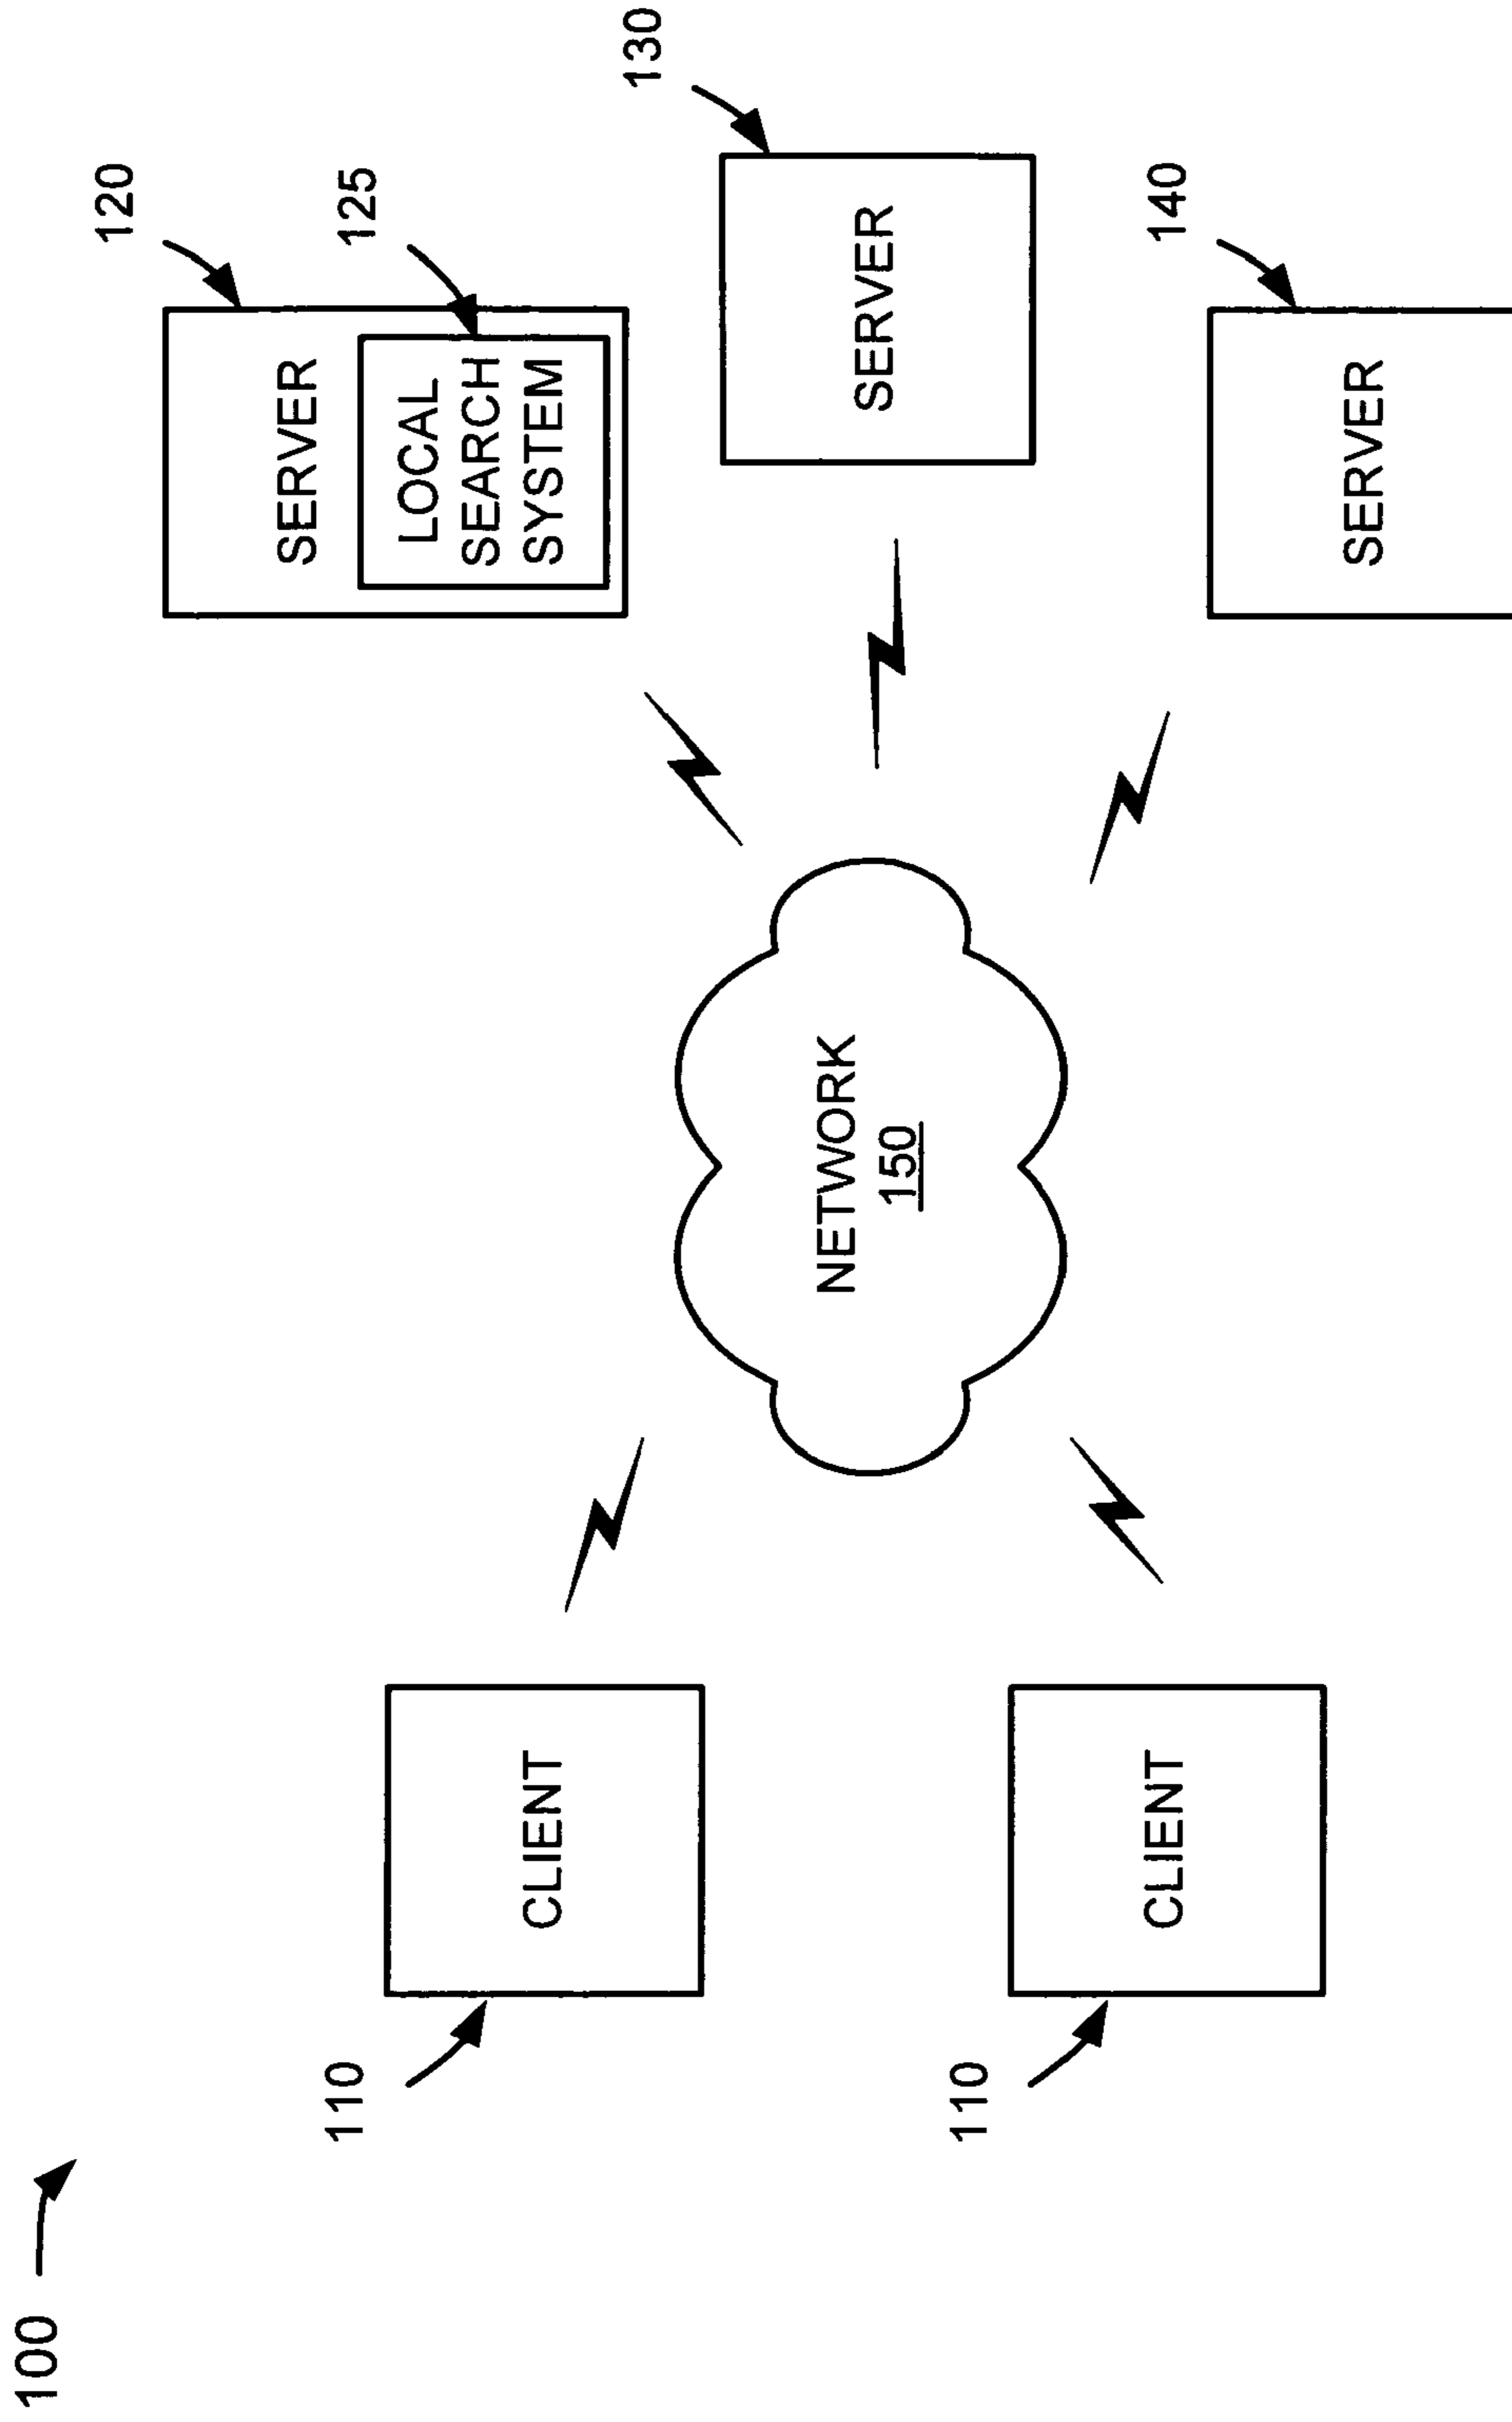 100
110
CLIENT
110
CLIENT
NETWORK
150
120
SERVER
125
LOCAL
SEARCH
SYSTEM
130
SERVER
140
SERVER